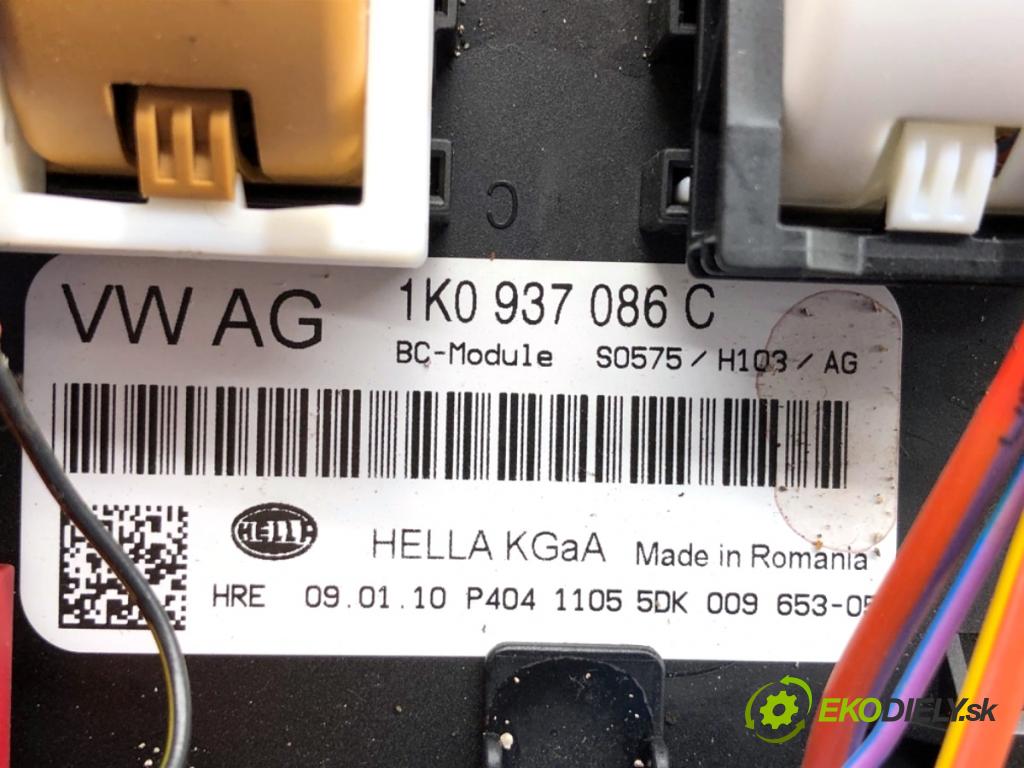 C
VW AG 1K0 937 086 C
BC-Module S0575 / H103 / AG
HELLA HELLA KGaA Made in Romania
HRE 09.01.10 P404 1105 5DK 009 653-05
EKODIELY.sk